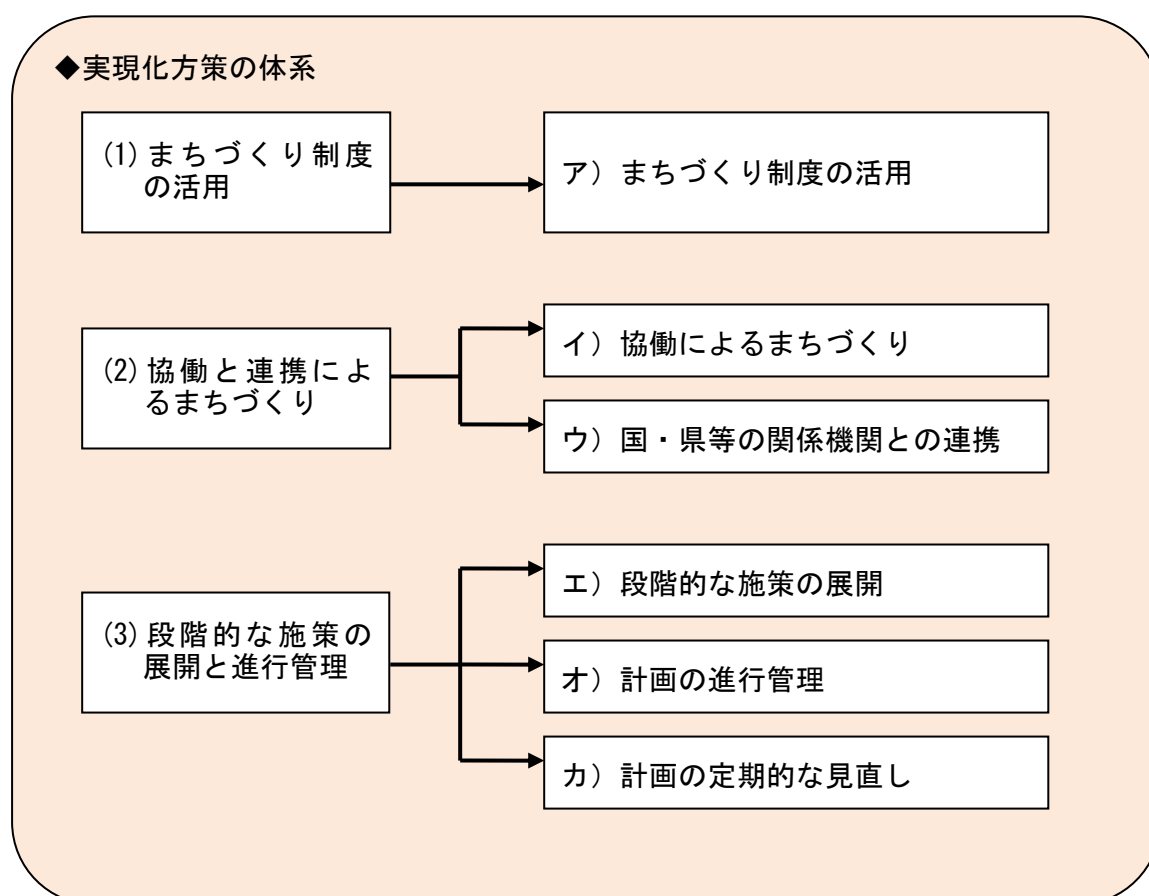 ◆実現化方策の体系
(1) まちづくり制度
の活用
ア）まちづくり制度の活用
(2) 協働と連携によ
るまちづくり
イ）協働によるまちづくり
ウ）国・県等の関係機関との連携
(3) 段階的な施策の
展開と進行管理
エ）段階的な施策の展開
オ）計画の進行管理
カ）計画の定期的な見直し